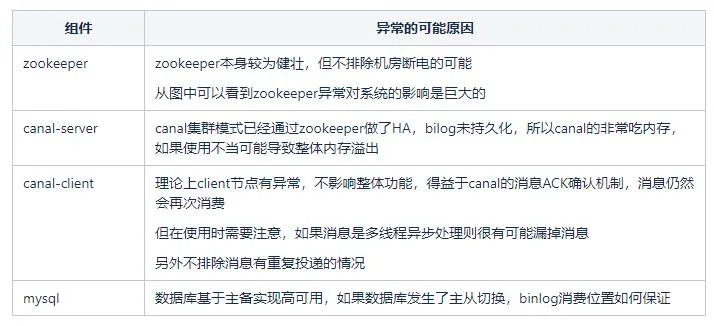 组件 异常的可能原因
zookeeper zookeeper本身较为健壮，但不排除机房断电的可能
从图中可以看到zookeeper异常对系统的影响是巨大的
canal-server canal集群模式已经通过zookeeper做了HA，bilog未持久化，所以canal的非常吃内存，
如果使用不当可能导致整体内存溢出
canal-client 理论上client节点有异常，不影响整体功能，得益于canal的消息ACK确认机制，消息仍然
会再次消费
但在使用时需要注意，如果消息是多线程异步处理则很有可能漏掉消息
另外不排除消息有重复投递的情况
mysql 数据库基于主备实现高可用，如果数据库发生了主从切换，binlog消费位置如何保证